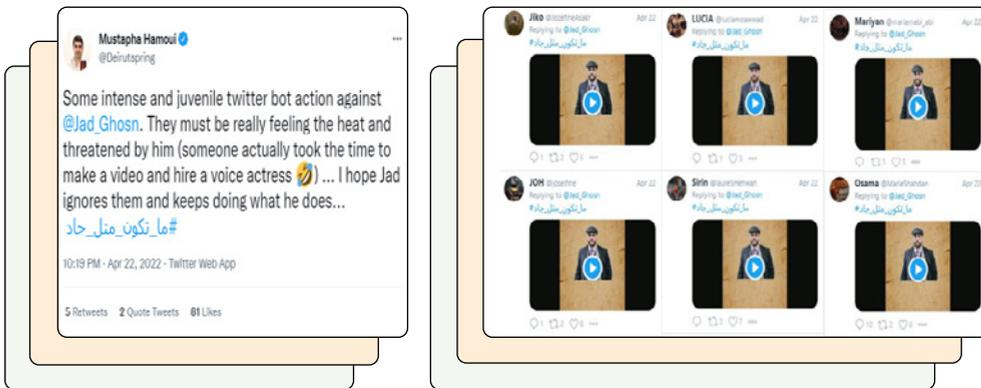 Mustapha Hamoui
@Beirutspring
Some intense and juvenile twitter bot action against
@Jad_Ghosn. They must be really feeling the heat and
threatened by him (someone actually took the time to
make a video and hire a voice actress 🤣) ... I hope Jad
ignores them and keeps doing what he does...
#ما_تكون_متل_جاد
10:19 PM · Apr 22, 2022 · Twitter Web App
5 Retweets 2 Quote Tweets 81 Likes
Jiko Apr 22
Replying to @Jad_Ghosn
#ما_تكون_متل_جاد
1 2 5
LUCIA Apr 22
Replying to @Jad_Ghosn
#ما_تكون_متل_جاد
Mariyan Apr 22
Replying to @Jad_Ghosn
#ما_تكون_متل_جاد
JOH Apr 22
Replying to @Jad_Ghosn
#ما_تكون_متل_جاد
Sirin Apr 22
Replying to @Jad_Ghosn
#ما_تكون_متل_جاد
Osama
Replying to @Jad_Ghosn
#ما_تكون_متل_جاد